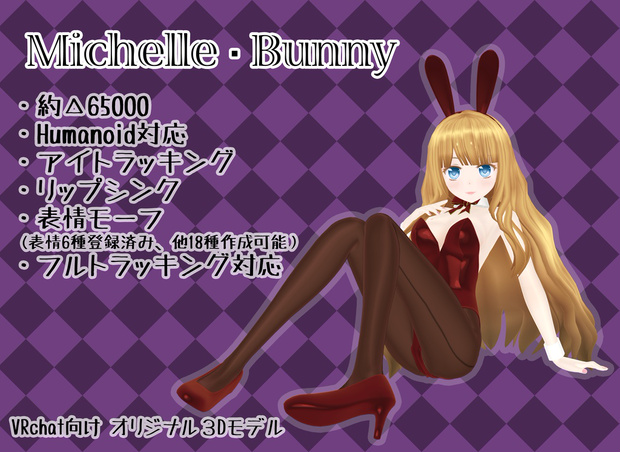 Michelle・Bunny
・約△65000
・Humanoid対応
・アイトラッキング
・リップシンク
・表情モーフ
(表情6種登録済み、他18種作成可能)
・フルトラッキング対応
VRchat向け オリジナル3Dモデル